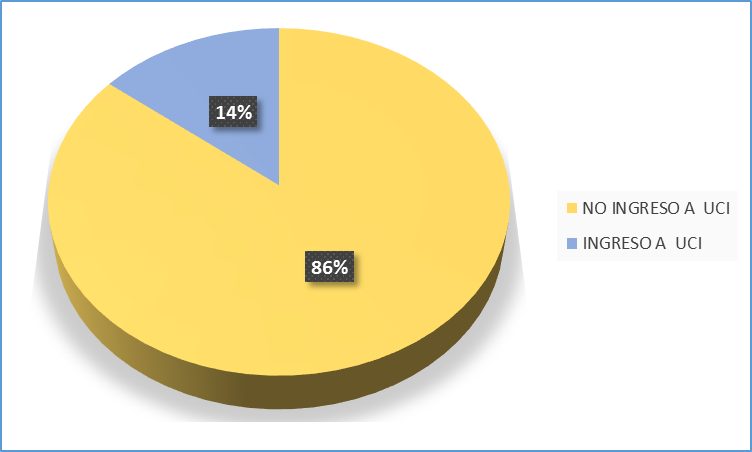 14%
86%
NO INGRESO A  UCI
INGRESO A  UCI